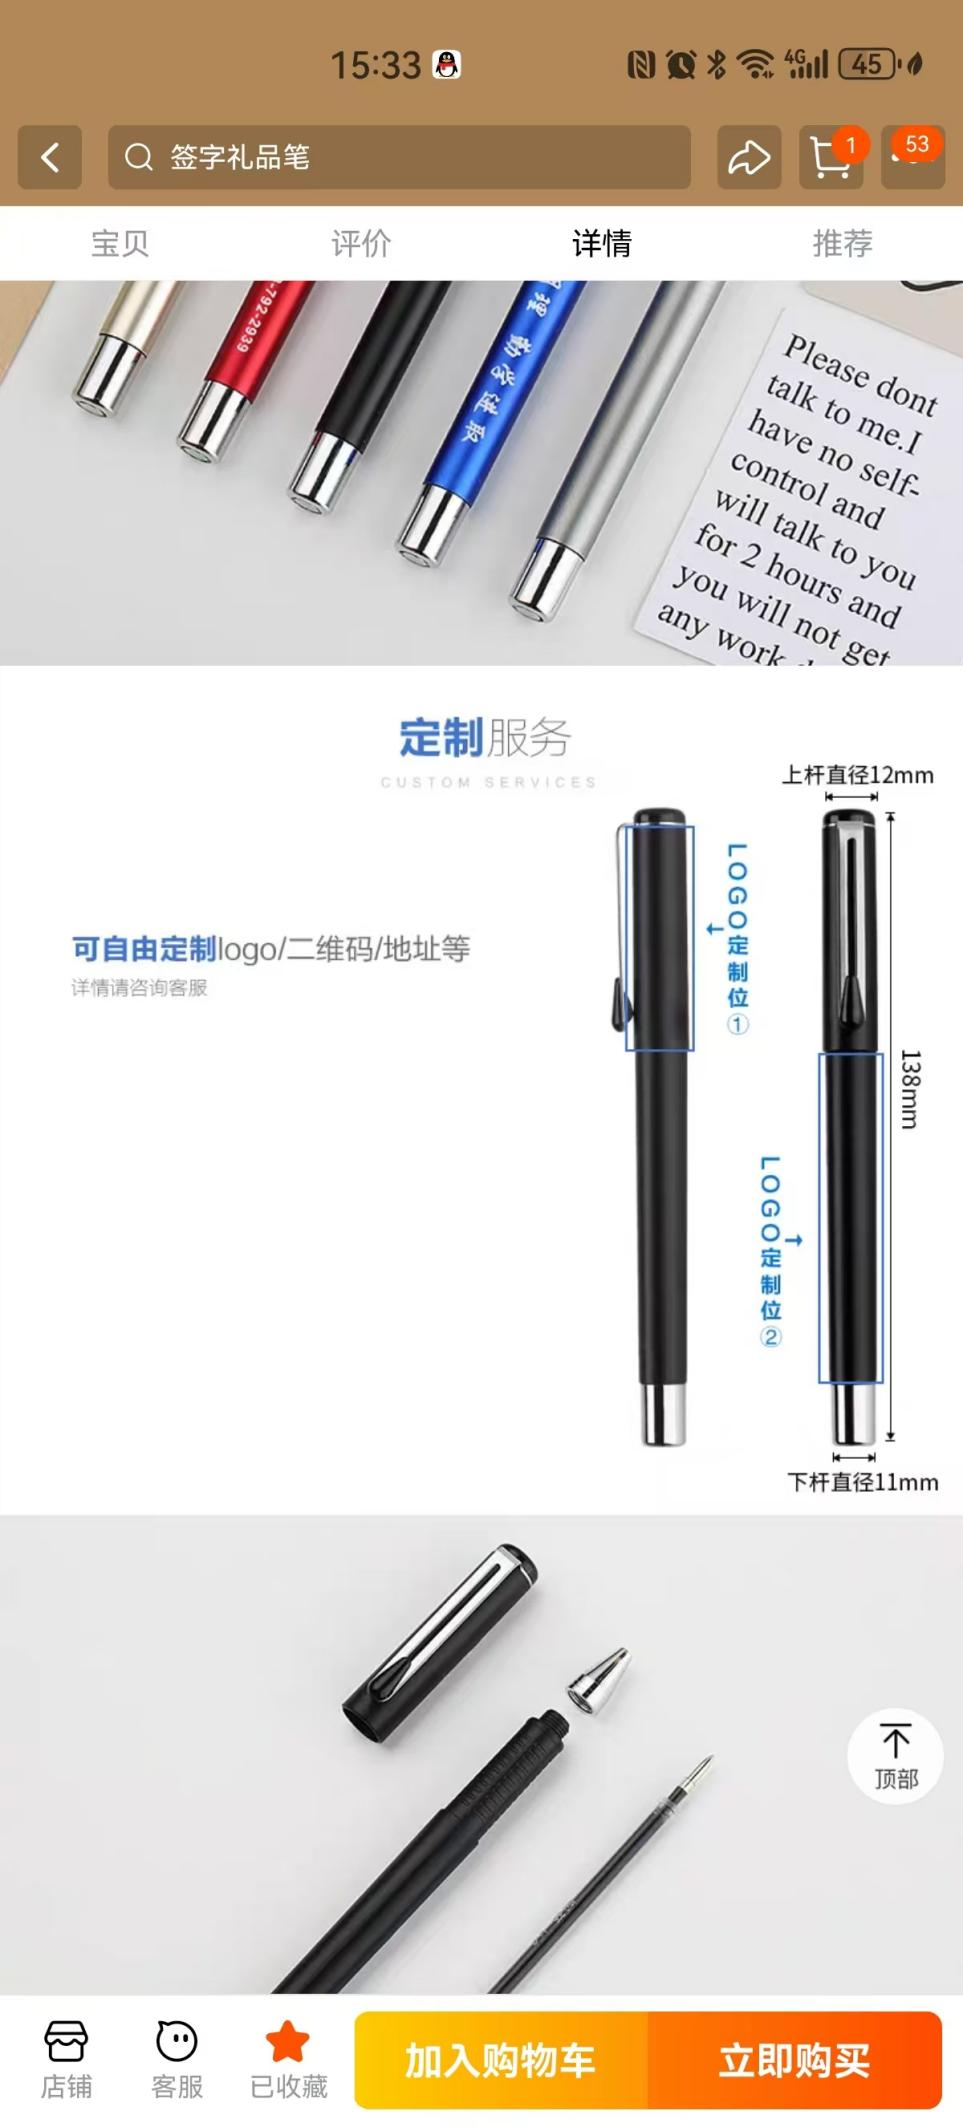 15:33
4G
45
签字礼品笔
1
53
宝贝
评价
详情
推荐
-792-2939
勤学进取
Please dont
talk to me.I
have no self-
control and
will talk to you
for 2 hours and
you will not get
any work
定制服务
CUSTOM SERVICES
上杆直径12mm
可自由定制logo/二维码/地址等
详情请咨询客服
LOGO定制位①
138mm
LOGO定制位②
下杆直径11mm
顶部
店铺
客服
已收藏
加入购物车
立即购买